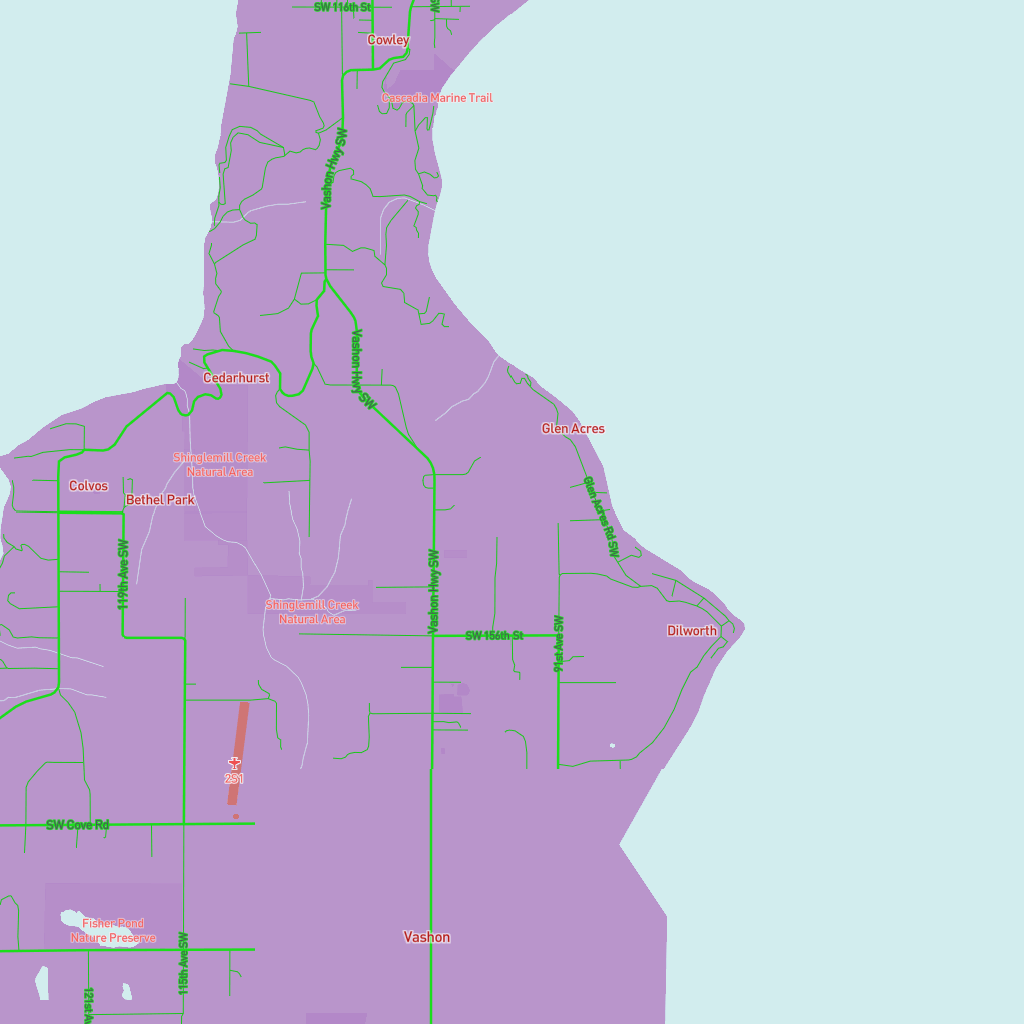 SW 116th St
SW
Cowley
Cascadia Marine Trail
Vashon Hwy SW
Vashon Hwy SW
Cedarhurst
Glen Acres
Shinglemill Creek
Natural Area
Colvos
Bethel Park
Glen Acres Rd SW
119th Ave SW
Vashon Hwy SW
Shinglemill Creek
Natural Area
SW 156th St
91st Ave SW
Dilworth
2S1
SW Cove Rd
Fisher Pond
Nature Preserve
Vashon
115th Ave SW
121st Av